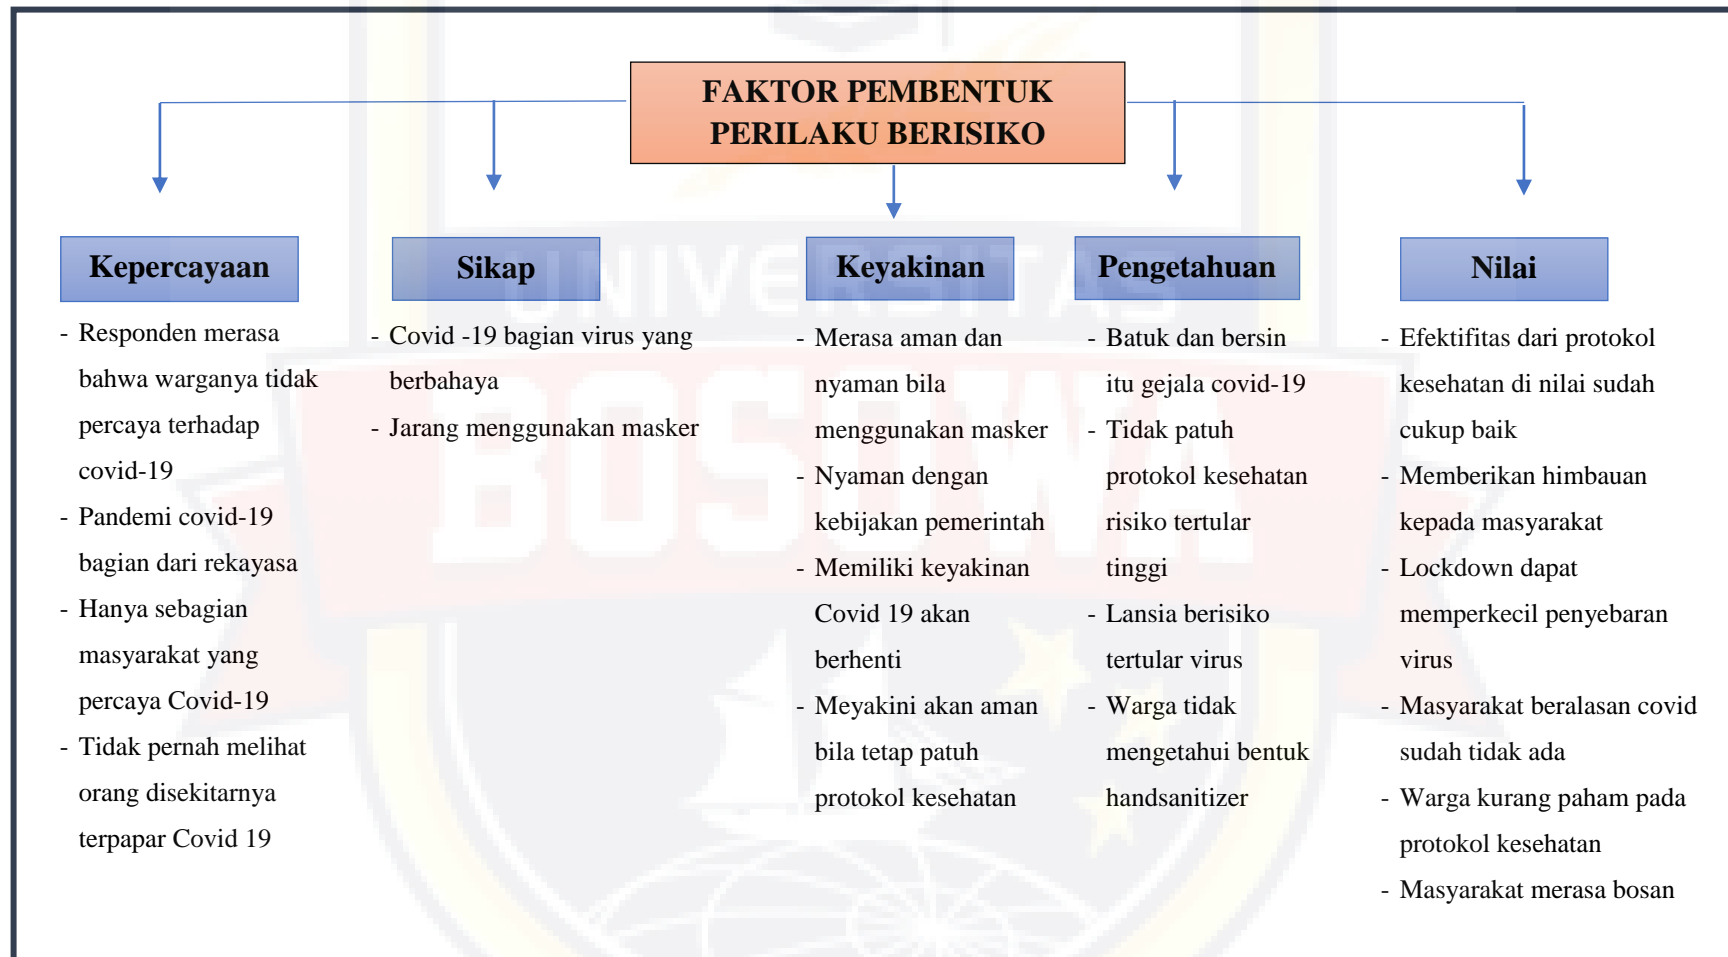 FAKTOR PEMBENTUK
PERILAKU BERISIKO
Kepercayaan
- Responden merasa
bahwa warganya tidak
percaya terhadap
covid-19
- Pandemi covid-19
bagian dari rekayasa
- Hanya sebagian
masyarakat yang
percaya Covid-19
- Tidak pernah melihat
orang disekitarnya
terpapar Covid 19
Sikap
- Covid -19 bagian virus yang
berbahaya
- Jarang menggunakan masker
Keyakinan
- Merasa aman dan
nyaman bila
menggunakan masker
- Nyaman dengan
kebijakan pemerintah
- Memiliki keyakinan
Covid 19 akan
berhenti
- Meyakini akan aman
bila tetap patuh
protokol kesehatan
Pengetahuan
- Batuk dan bersin
itu gejala covid-19
- Tidak patuh
protokol kesehatan
risiko tertular
tinggi
- Lansia berisiko
tertular virus
- Warga tidak
mengetahui bentuk
handsanitizer
Nilai
- Efektifitas dari protokol
kesehatan di nilai sudah
cukup baik
- Memberikan himbauan
kepada masyarakat
- Lockdown dapat
memperkecil penyebaran
virus
- Masyarakat beralasan covid
sudah tidak ada
- Warga kurang paham pada
protokol kesehatan
- Masyarakat merasa bosan
UNIVERSITAS
BOSOWA